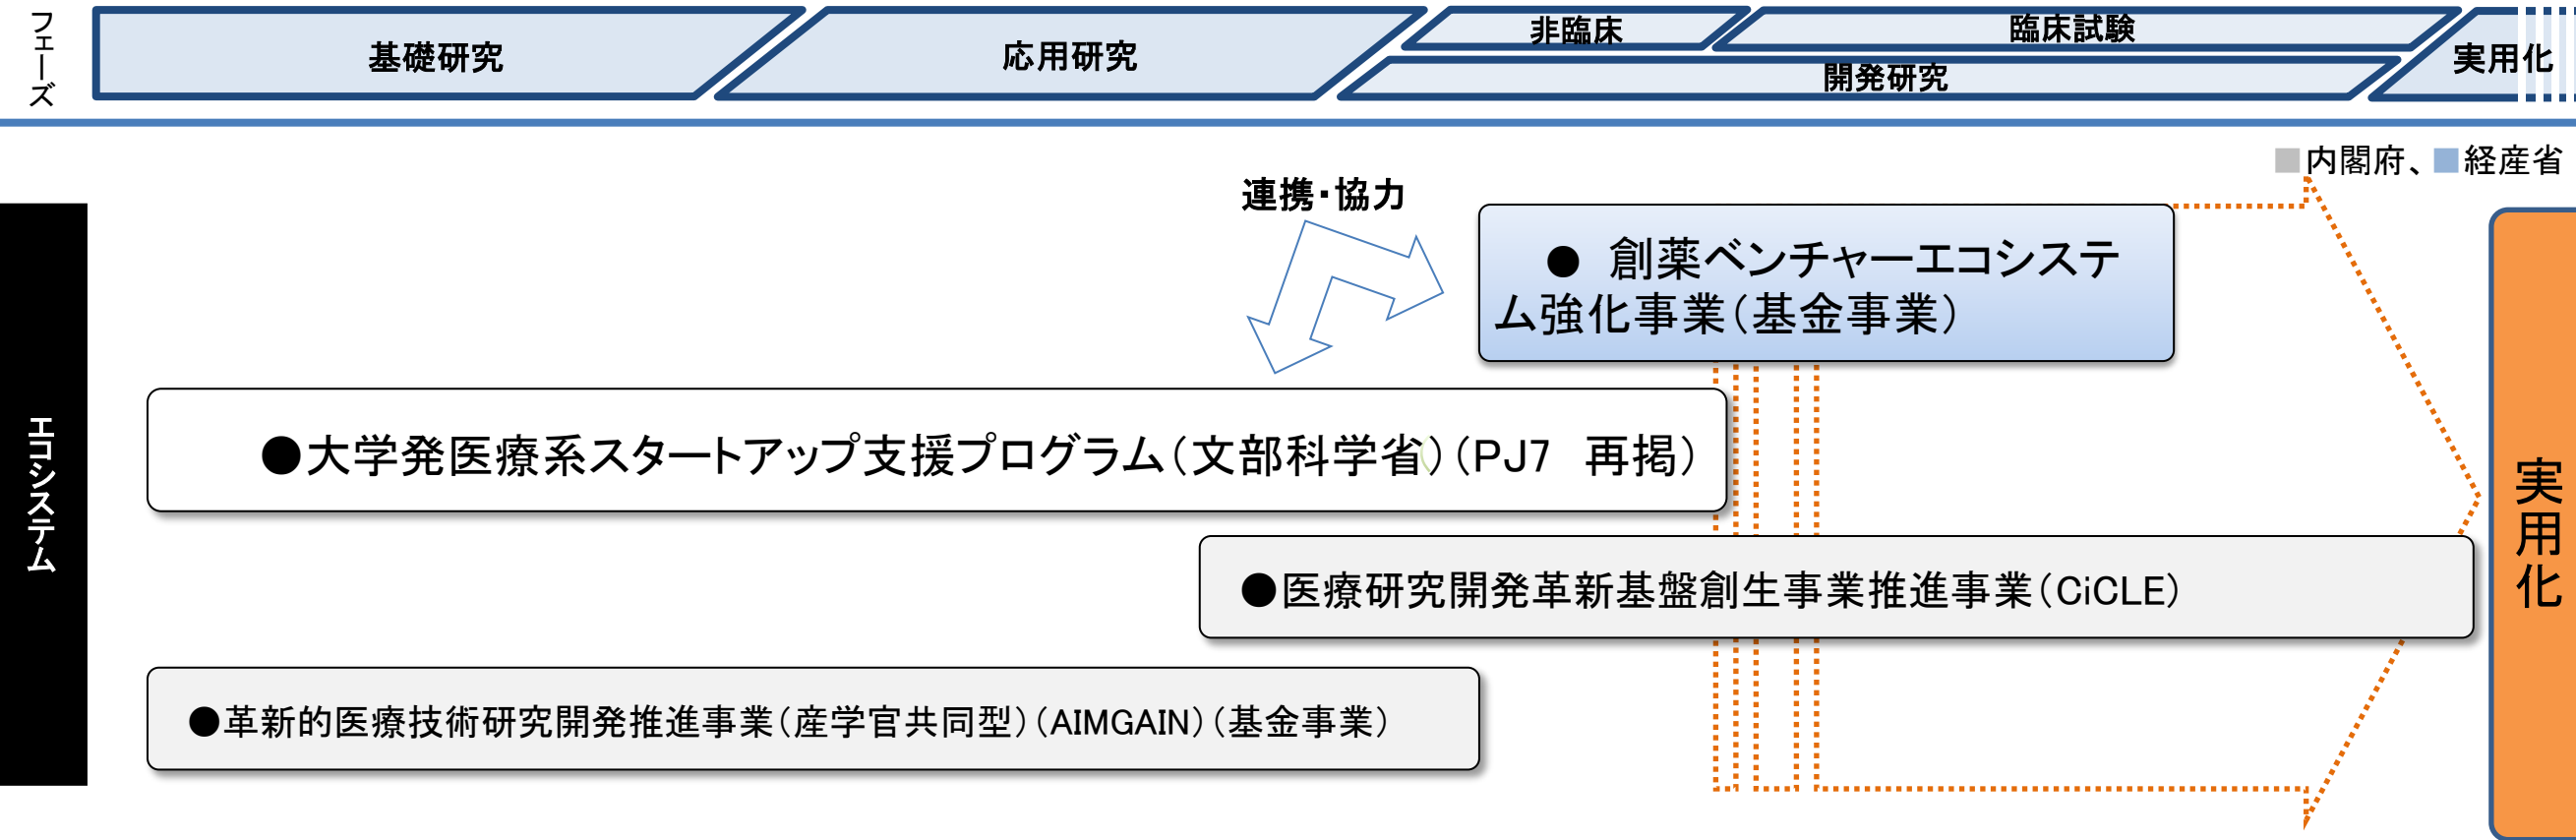 フェーズ
基礎研究
応用研究
非臨床
臨床試験
開発研究
実用化
■内閣府、■経産省
連携・協力
エコシステム
● 創薬ベンチャーエコシステ
ム強化事業（基金事業）
●大学発医療系スタートアップ支援プログラム（文部科学省）（PJ7　再掲）
●医療研究開発革新基盤創生事業推進事業（CiCLE）
●革新的医療技術研究開発推進事業（産学官共同型）（AIMGAIN）（基金事業）
実用化